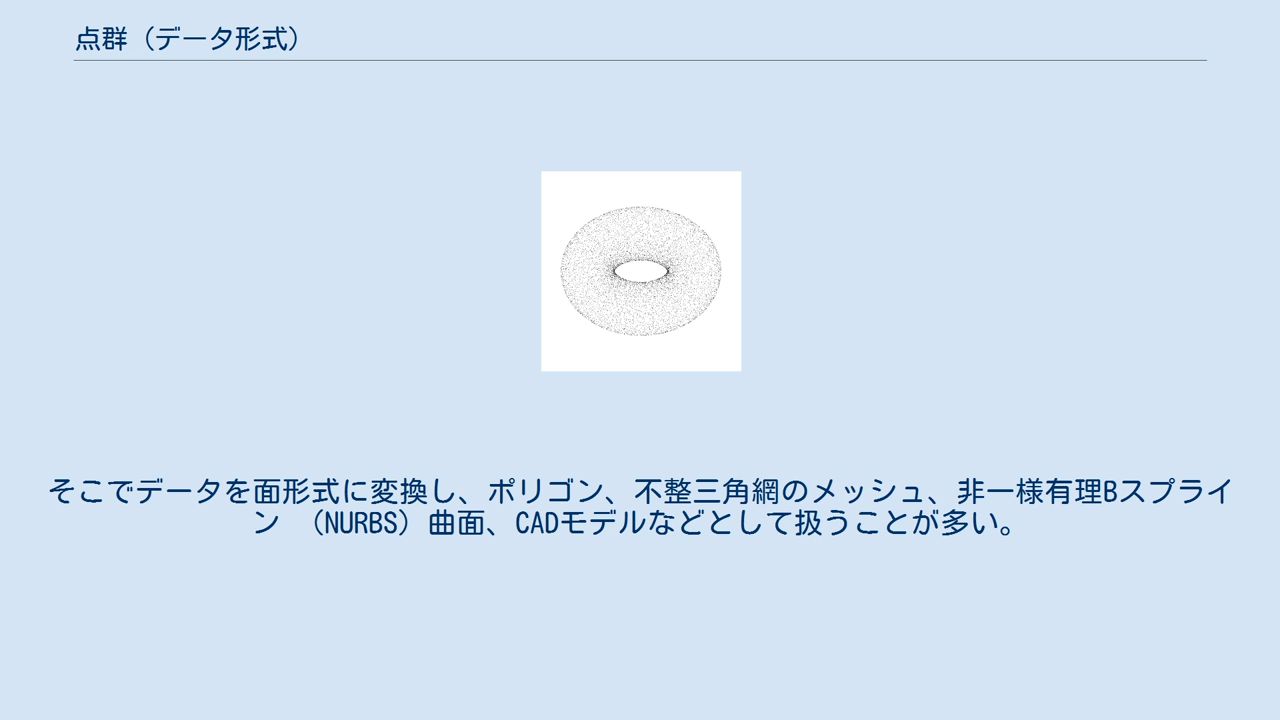 点群（データ形式）
そこでデータを面形式に変換し、ポリゴン、不整三角網のメッシュ、非一様有理Bスプライ
ン （NURBS）曲面、CADモデルなどとして扱うことが多い。